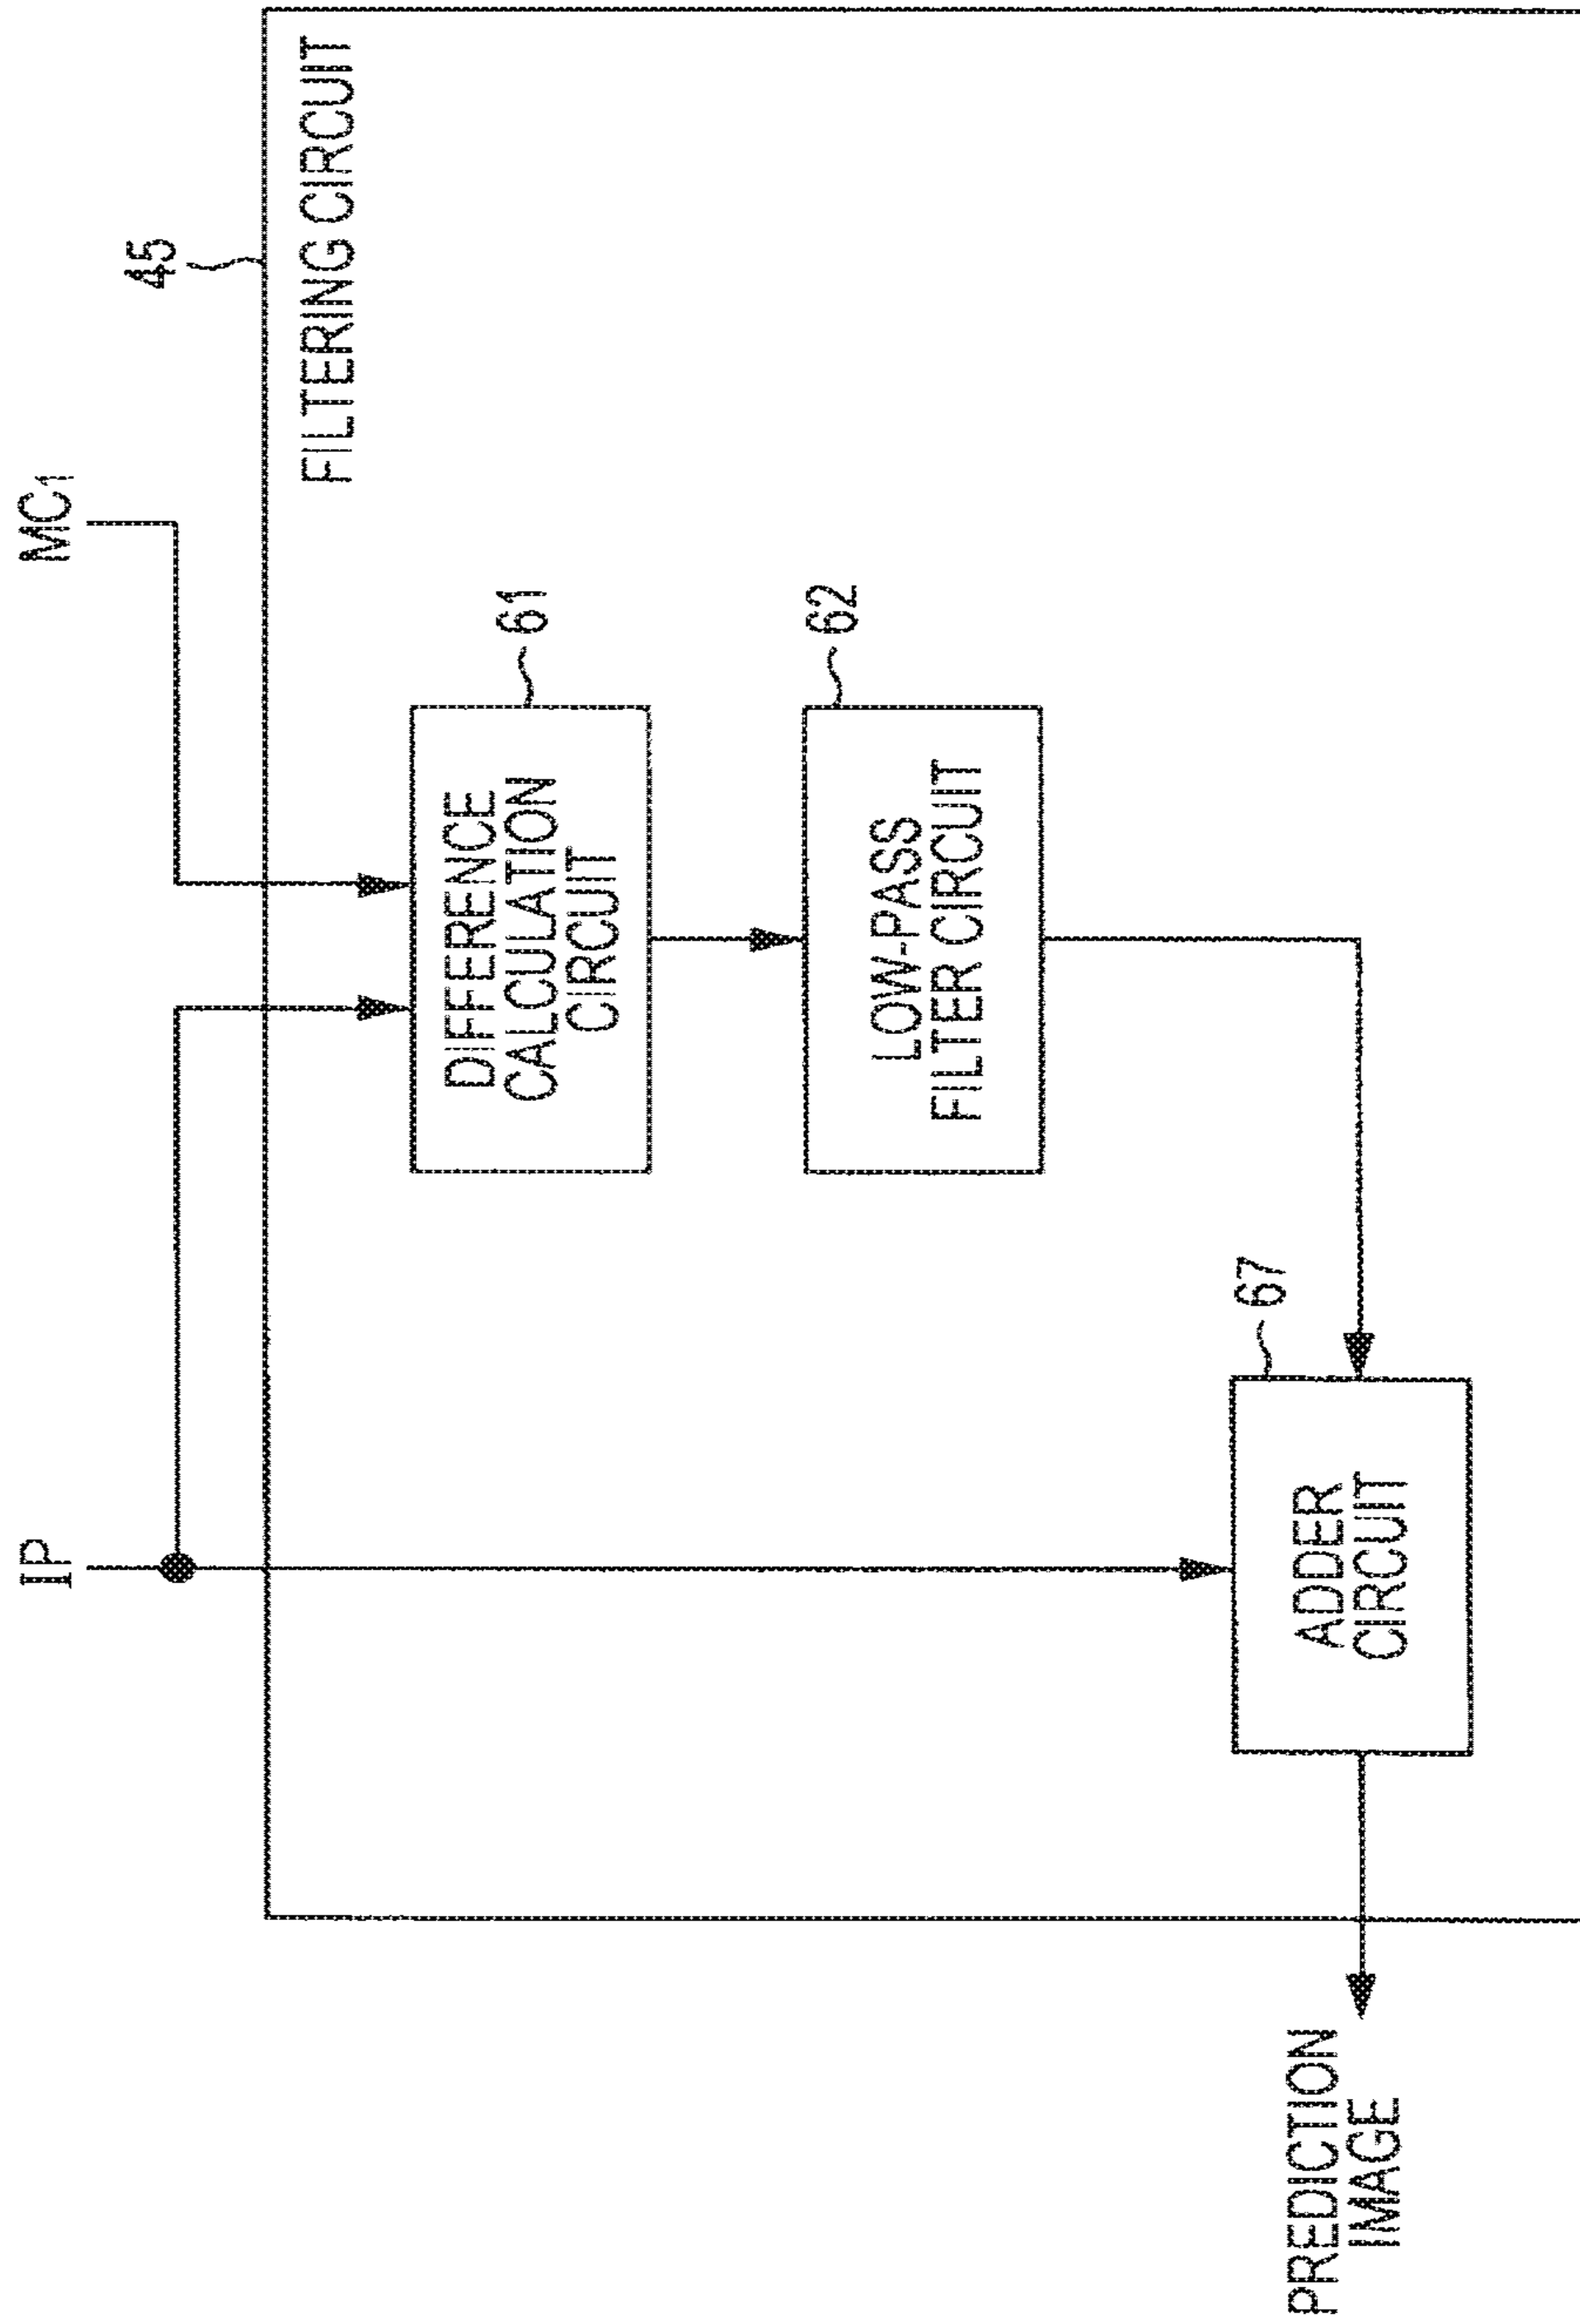 45
FILTERING CIRCUIT
MC1
61
DIFFERENCE
CALCULATION
CIRCUIT
62
LOW-PASS
FILTER CIRCUIT
IP
67
ADDER
CIRCUIT
PREDICTION
IMAGE